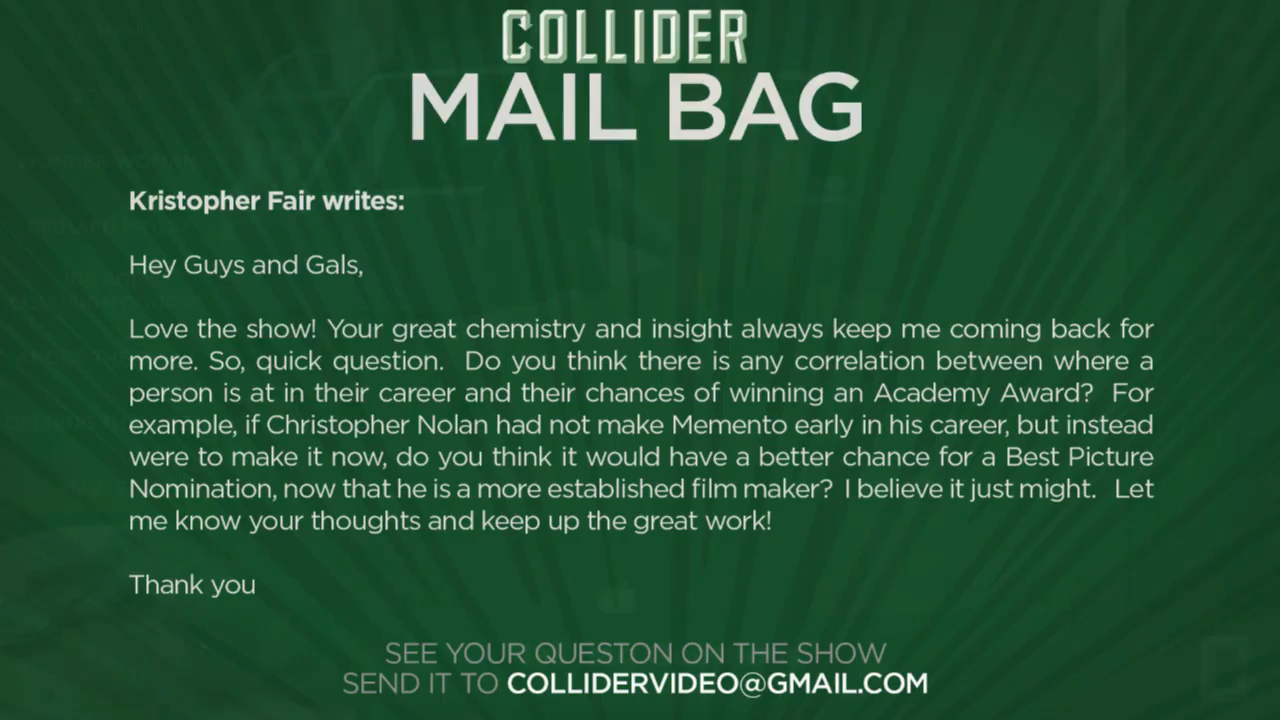 COLLIDER
MAIL BAG
Kristopher Fair writes:
Hey Guys and Gals,
Love the show! Your great chemistry and insight always keep me coming back for
more. So, quick question.  Do you think there is any correlation between where a
person is at in their career and their chances of winning an Academy Award?  For
example, if Christopher Nolan had not make Memento early in his career, but instead
were to make it now, do you think it would have a better chance for a Best Picture
Nomination, now that he is a more established film maker?  I believe it just might.  Let
me know your thoughts and keep up the great work!
Thank you
SEE YOUR QUESTON ON THE SHOW
SEND IT TO COLLIDERVIDEO@GMAIL.COM